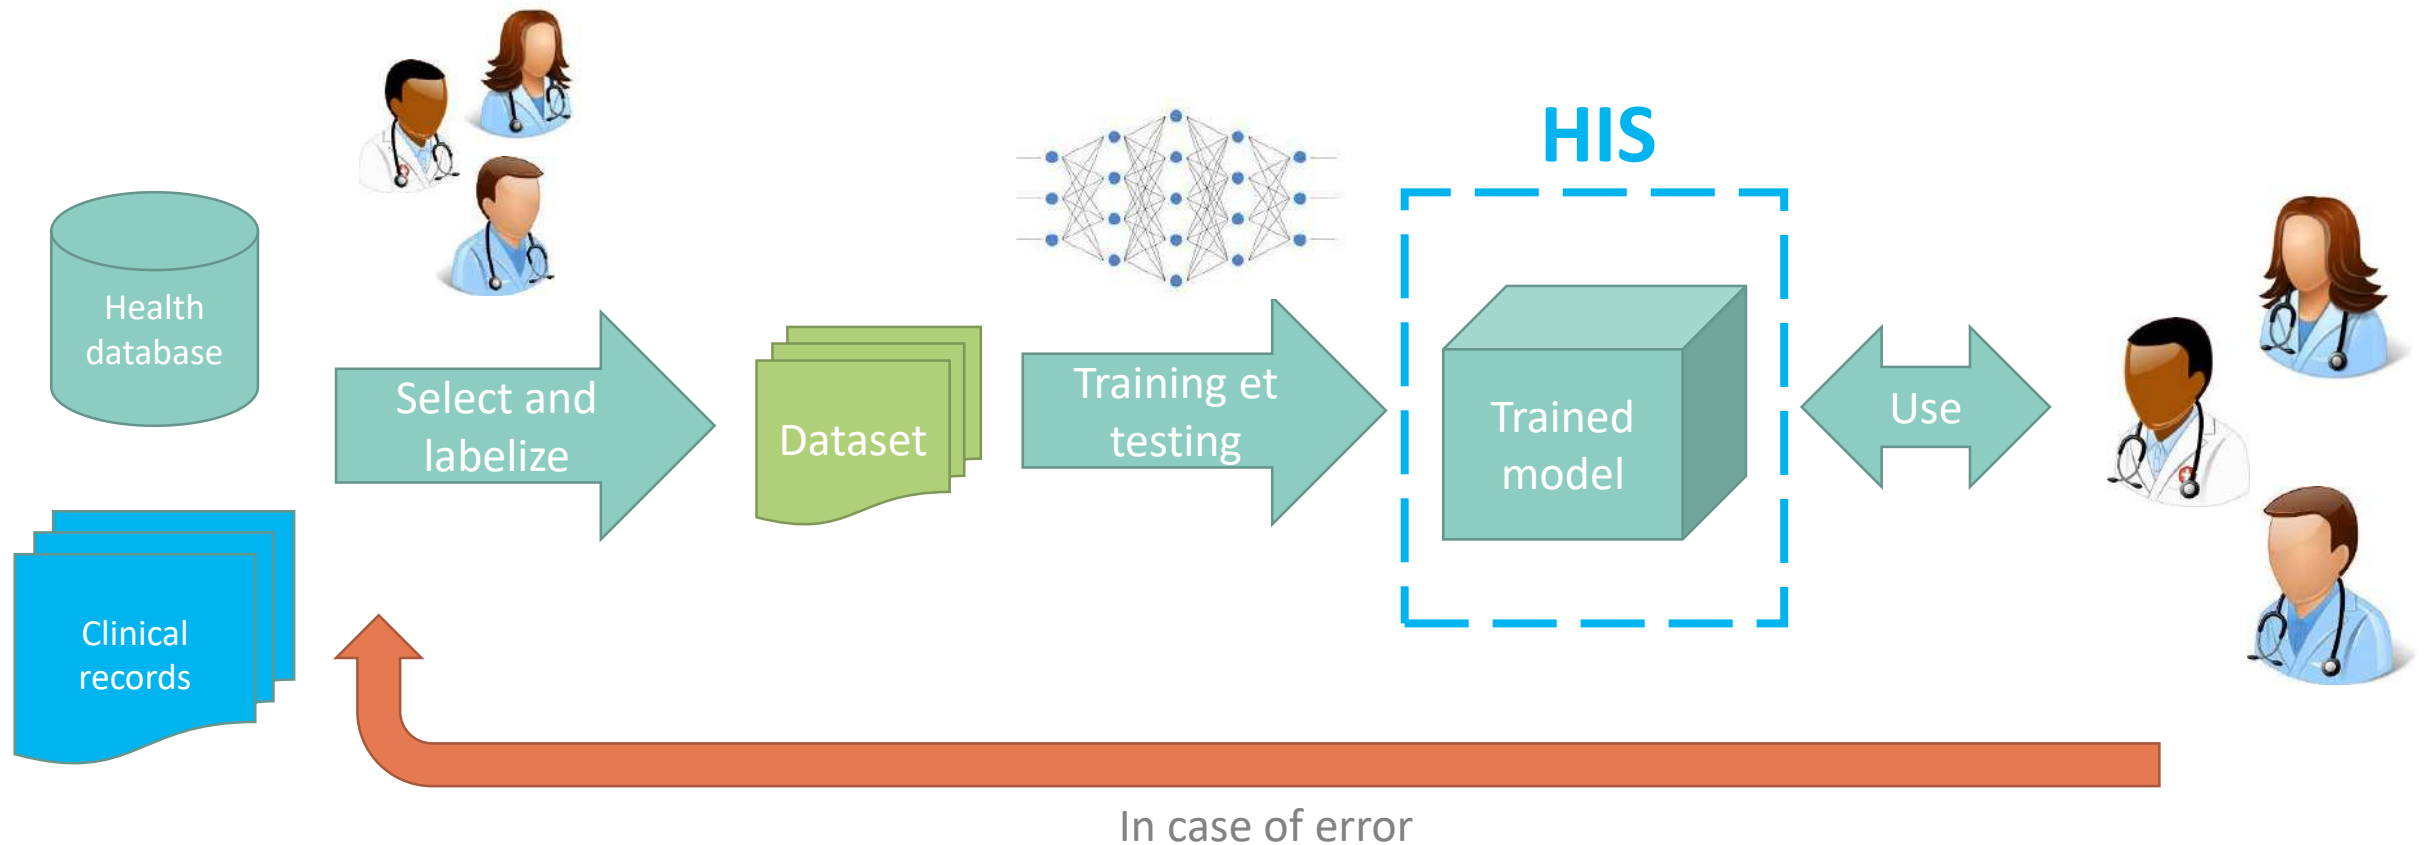 HIS
Health
database
Select and
labelize
Dataset
Training et
testing
Trained
model
Use
Clinical
records
In case of error